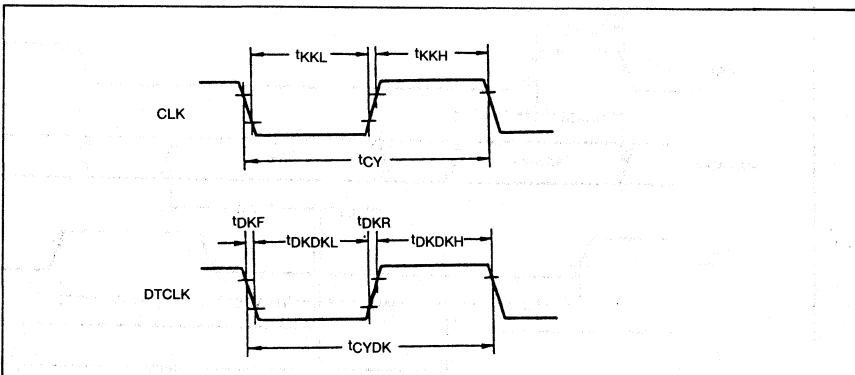 tKKL tKKH
CLK
tCY
tDKF tDKR
tDKDKL tDKDKH
DTCLK
tCYDK